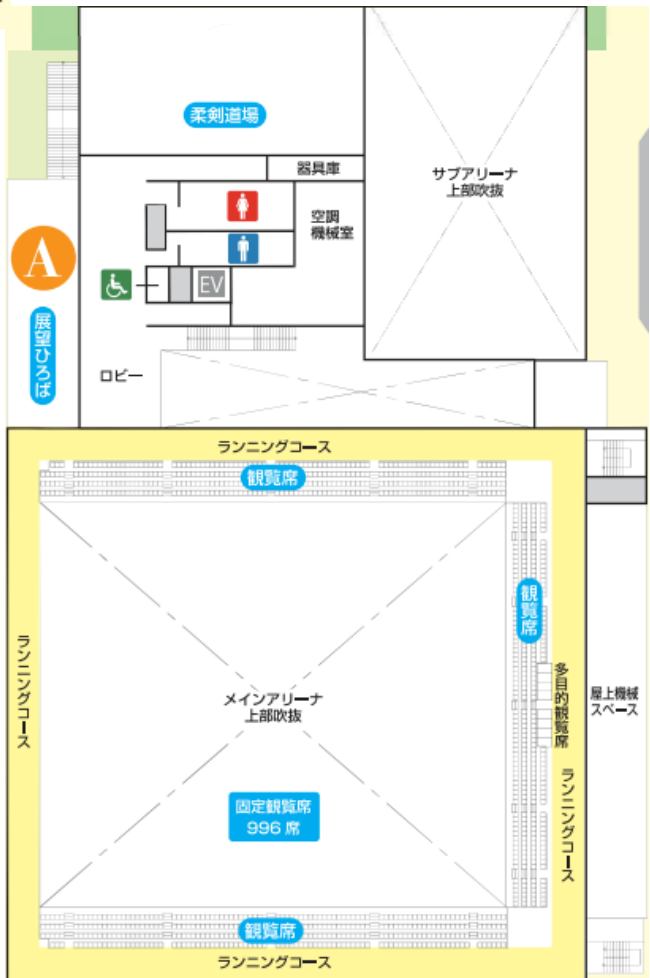 柔剣道場
器具庫
サブアリーナ
上部吹抜
空調
機械室
A
EV
展望ひろば
ロビー
ランニングコース
観覧席
観覧席
ランニングコース
多目的観覧席
メインアリーナ
上部吹抜
屋上機械
スペース
ランニングコース
固定観覧席
996 席
観覧席
ランニングコース